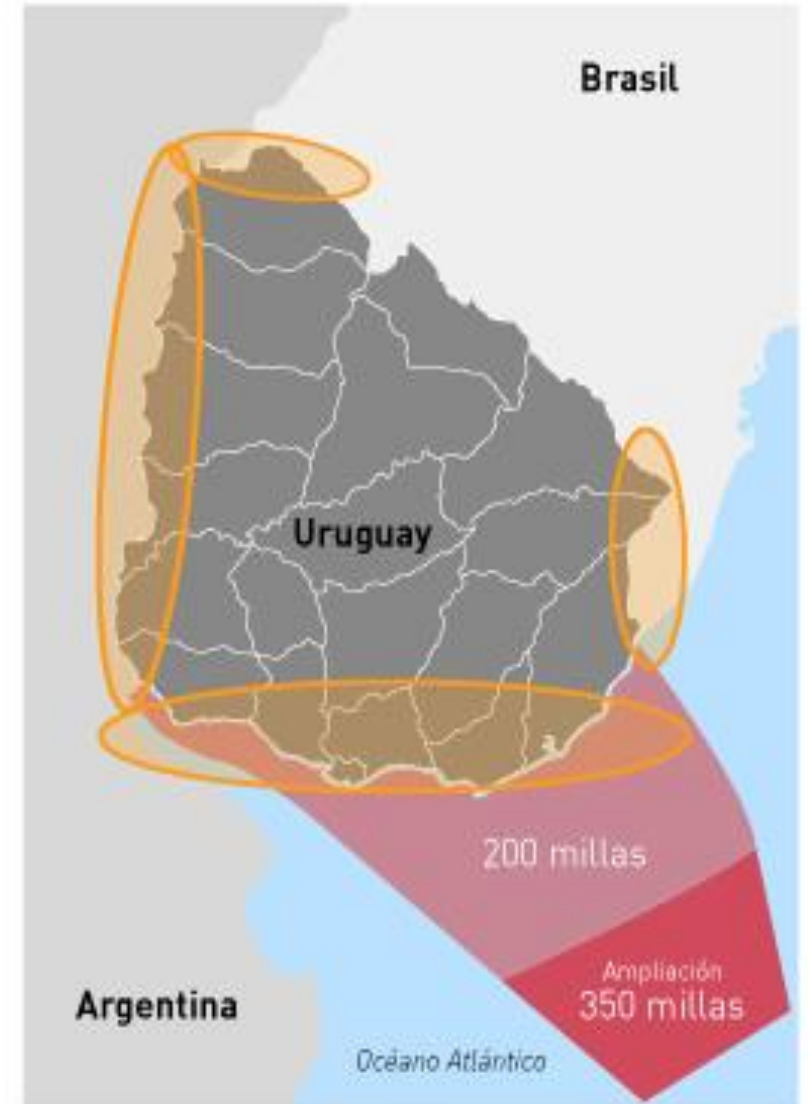 Brasil
Uruguay
200 millas
Ampliación
350 millas
Argentina
Océano Atlántico